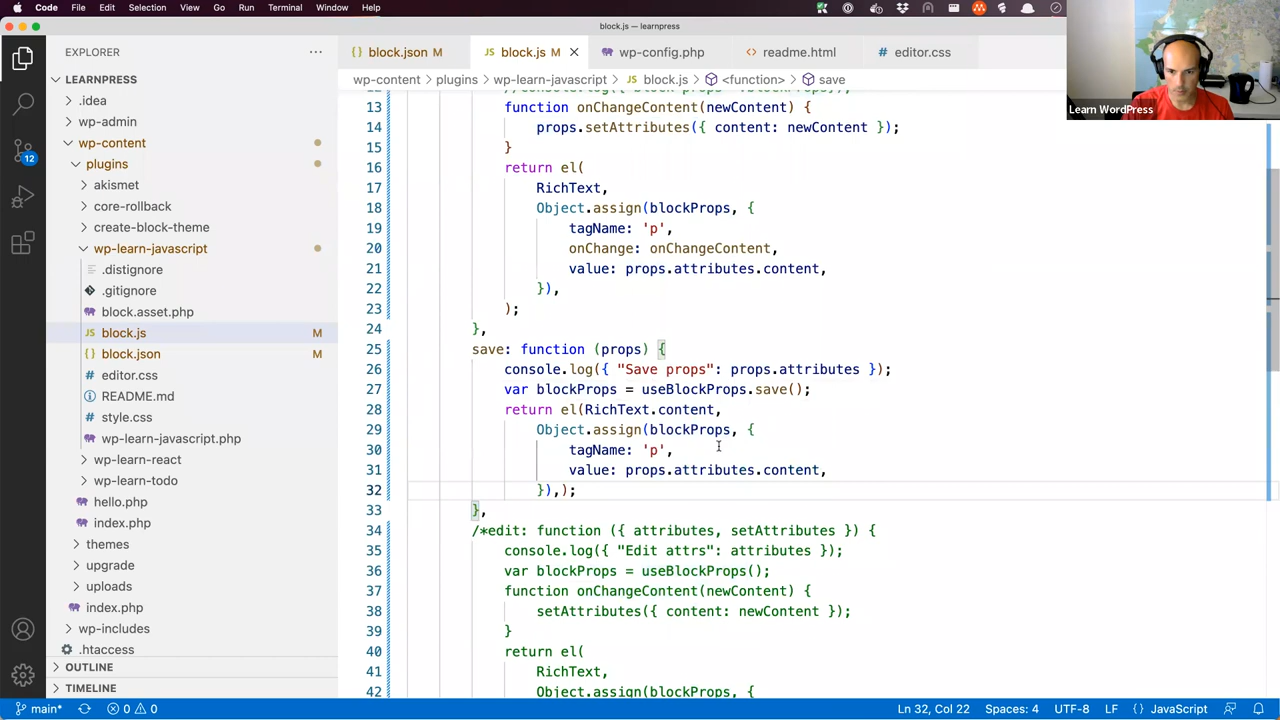 Code File Edit Selection View Go Run Terminal Window Help
block.js — learnpress
EXPLORER
LEARNPRESS
.idea
wp-admin
wp-content
plugins
akismet
core-rollback
create-block-theme
wp-learn-javascript
.distignore
.gitignore
block.asset.php
block.js M
block.json M
editor.css
README.md
style.css
wp-learn-javascript.php
wp-learn-react
wp-learn-todo
hello.php
index.php
themes
upgrade
uploads
index.php
wp-includes
.htaccess
OUTLINE
TIMELINE
12
block.json M
block.js M
wp-config.php
readme.html
editor.css
wp-content > plugins > wp-learn-javascript > block.js > <function> > save
13 function onChangeContent(newContent) {
14 props.setAttributes({ content: newContent });
15 }
16 return el(
17 RichText,
18 Object.assign(blockProps, {
19 tagName: 'p',
20 onChange: onChangeContent,
21 value: props.attributes.content,
22 }),
23 );
24 },
25 save: function (props) {
26 console.log({ "Save props": props.attributes });
27 var blockProps = useBlockProps.save();
28 return el(RichText.content,
29 Object.assign(blockProps, {
30 tagName: 'p',
31 value: props.attributes.content,
32 }),);
33 },
34 /*edit: function ({ attributes, setAttributes }) {
35 console.log({ "Edit attrs": attributes });
36 var blockProps = useBlockProps();
37 function onChangeContent(newContent) {
38 setAttributes({ content: newContent });
39 }
40 return el(
41 RichText,
42 Object.assign(blockProps, {
Learn WordPress
main* 0 0
Ln 32, Col 22 Spaces: 4 UTF-8 LF {} JavaScript